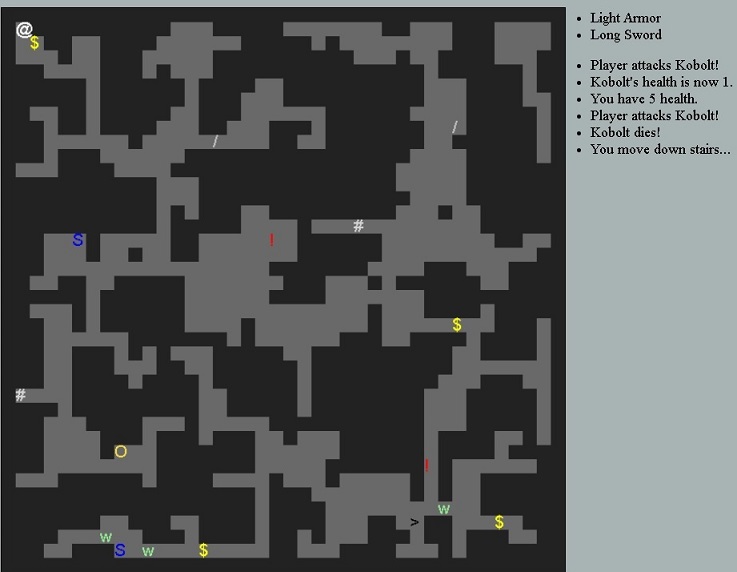 @
$
/
/
#
S
!
$
#
O
!
w
>
$
w
S
w
$
Light Armor
Long Sword
Player attacks Kobolt!
Kobolt's health is now 1.
You have 5 health.
Player attacks Kobolt!
Kobolt dies!
You move down stairs...